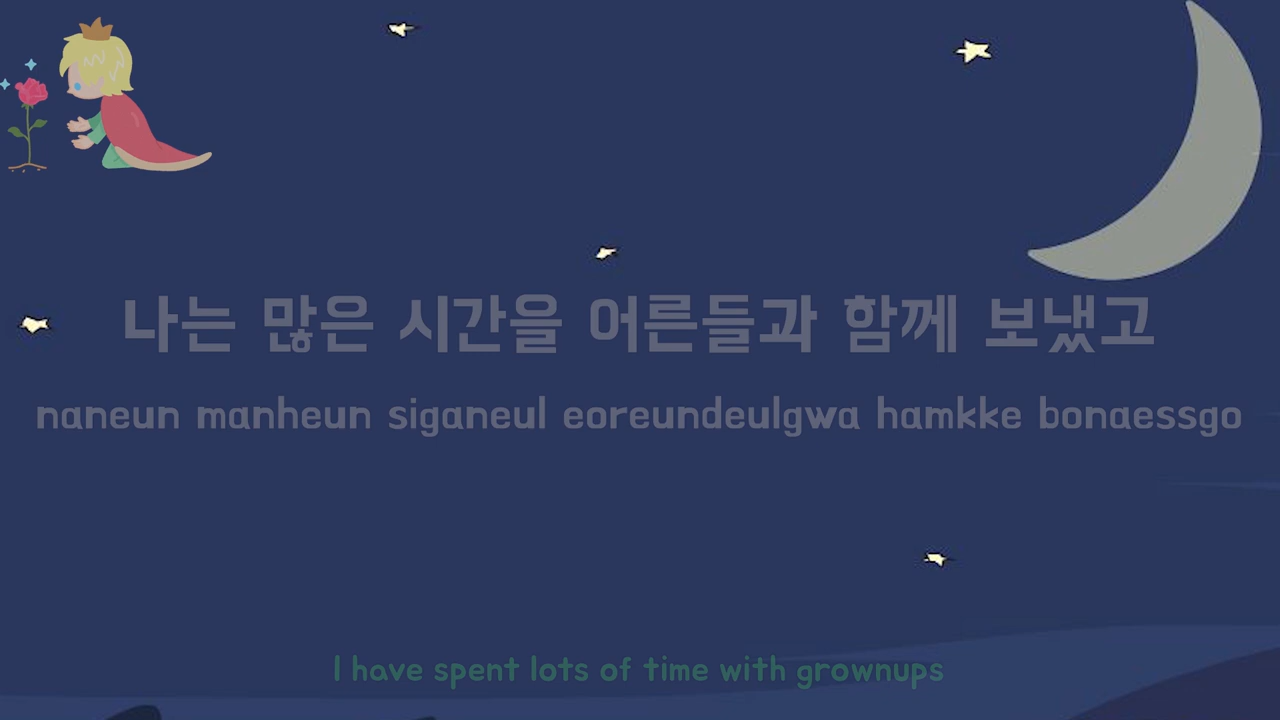 나는 많은 시간을 어른들과 함께 보냈고
naneun manheun siganeul eoreundeulgwa hamkke bonaessgo
I have spent lots of time with grownups